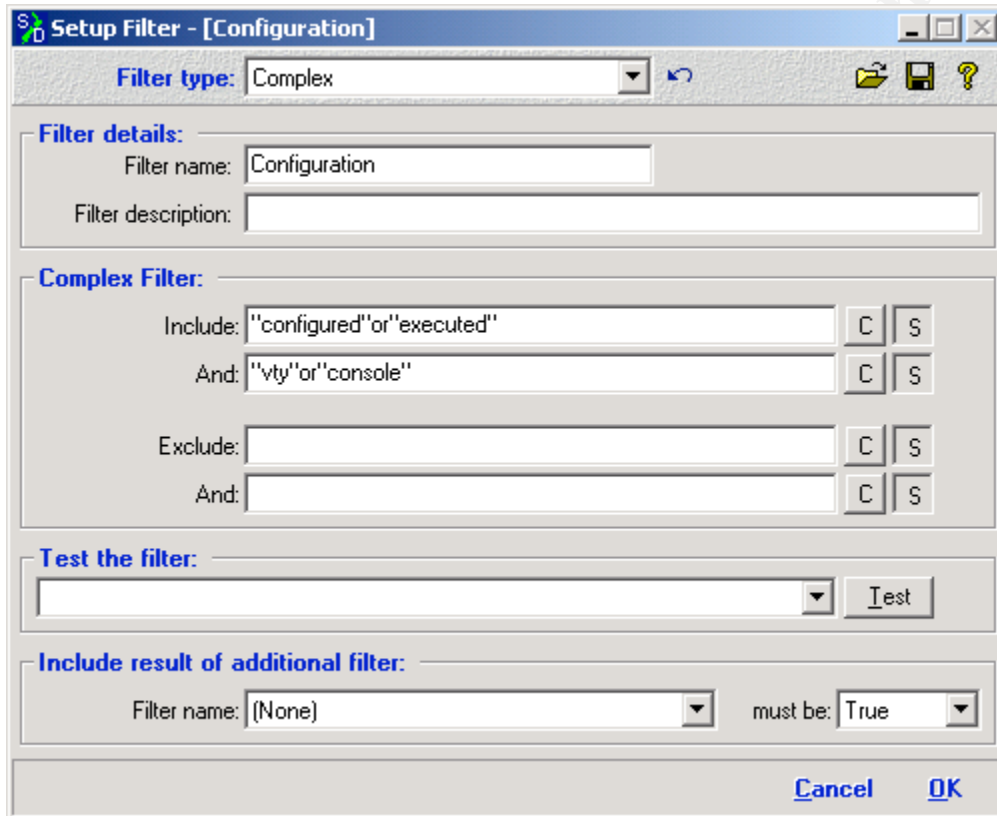 Setup Filter - [Configuration]
Filter type: Complex
Filter details:
Filter name: Configuration
Filter description:
Complex Filter:
Include: "configured"or"executed" C S
And: "vty"or"console" C S
Exclude: C S
And: C S
Test the filter:
Test
Include result of additional filter:
Filter name: (None) must be: True
Cancel OK